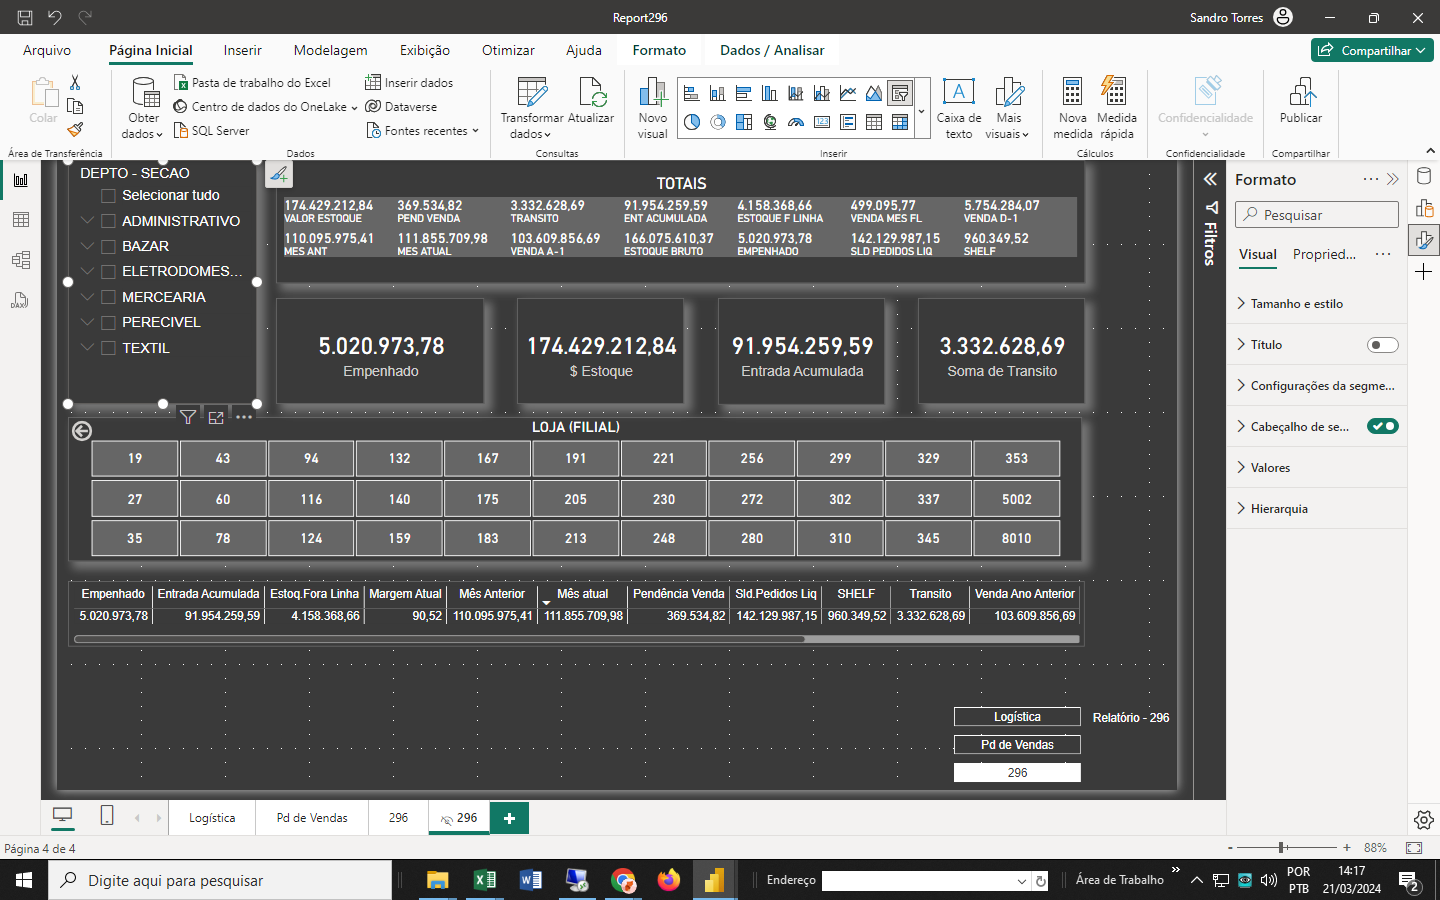 Report296
Sandro Torres
Arquivo
Página Inicial
Inserir
Modelagem
Exibição
Otimizar
Ajuda
Formato
Dados / Analisar
Compartilhar
Colar
Área de Transferência
Obter dados
Pasta de trabalho do Excel
Centro de dados do OneLake
SQL Server
Inserir dados
Dataverse
Fontes recentes
Dados
Transformar dados
Atualizar
Consultas
Novo visual
Caixa de texto
Mais visuais
Inserir
Nova medida
Medida rápida
Cálculos
Confidencialidade
Confidencialidade
Publicar
Compartilhar
DEPTO - SECAO
Selecionar tudo
ADMINISTRATIVO
BAZAR
ELETRODOMES...
MERCEARIA
PERECIVEL
TEXTIL
TOTAIS
174.429.212,84 369.534,82 3.332.628,69 91.954.259,59 4.158.368,66 499.095,77 5.754.284,07
VALOR ESTOQUE PEND VENDA TRANSITO ENT ACUMULADA ESTOQUE F LINHA VENDA MES FL VENDA D-1
110.095.975,41 111.855.709,98 103.609.856,69 166.075.610,37 5.020.973,78 142.129.987,15 960.349,52
MES ANT MES ATUAL VENDA A-1 ESTOQUE BRUTO EMPENHADO SLD PEDIDOS LIQ SHELF
5.020.973,78 174.429.212,84 91.954.259,59 3.332.628,69
Empenhado $ Estoque Entrada Acumulada Soma de Transito
LOJA (FILIAL)
19 43 94 132 167 191 221 256 299 329 353
27 60 116 140 175 205 230 272 302 337 5002
35 78 124 159 183 213 248 280 310 345 8010
Empenhado Entrada Acumulada Estoq.Fora Linha Margem Atual Mês Anterior Mês atual Pendência Venda Sld.Pedidos Liq SHELF Transito Venda Ano Anterior
5.020.973,78 91.954.259,59 4.158.368,66 90,52 110.095.975,41 111.855.709,98 369.534,82 142.129.987,15 960.349,52 3.332.628,69 103.609.856,69
Logística
Relatório - 296
Pd de Vendas
296
Filtros
Formato
Pesquisar
Visual Propried...
Tamanho e estilo
Título
Configurações da segme...
Cabeçalho de se...
Valores
Hierarquia
Logística Pd de Vendas 296 296
Página 4 de 4
- + 88%
Digite aqui para pesquisar
Endereço
Área de Trabalho
POR
PTB
14:17
21/03/2024
2
DAX
123
A